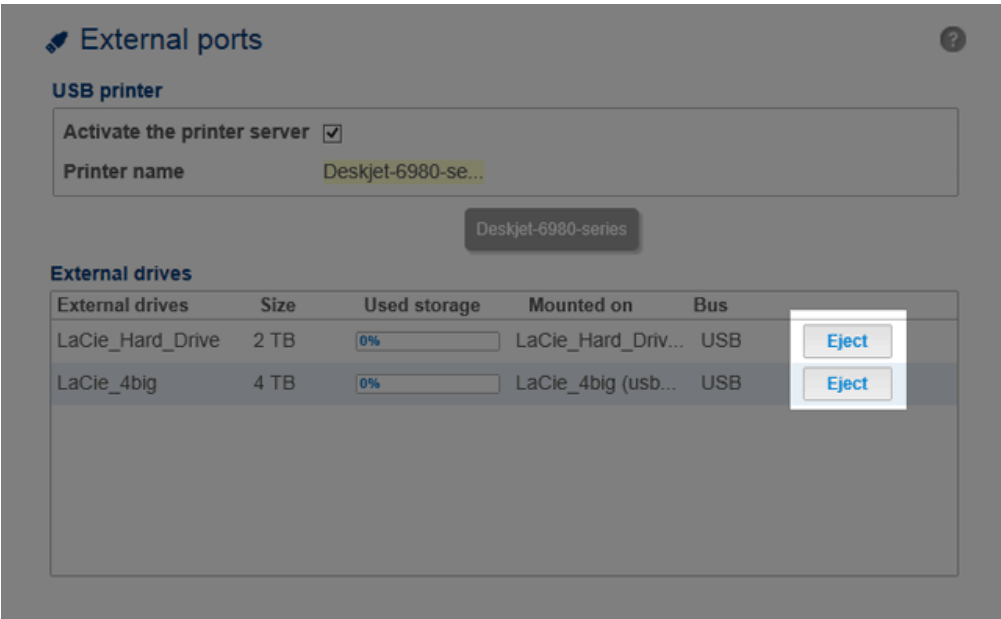 External ports ?
USB printer
Activate the printer server
Printer name Deskjet-6980-se...
Deskjet-6980-series
External drives
External drives Size Used storage Mounted on Bus
LaCie_Hard_Drive 2 TB 0% LaCie_Hard_Driv... USB Eject
LaCie_4big 4 TB 0% LaCie_4big (usb... USB Eject